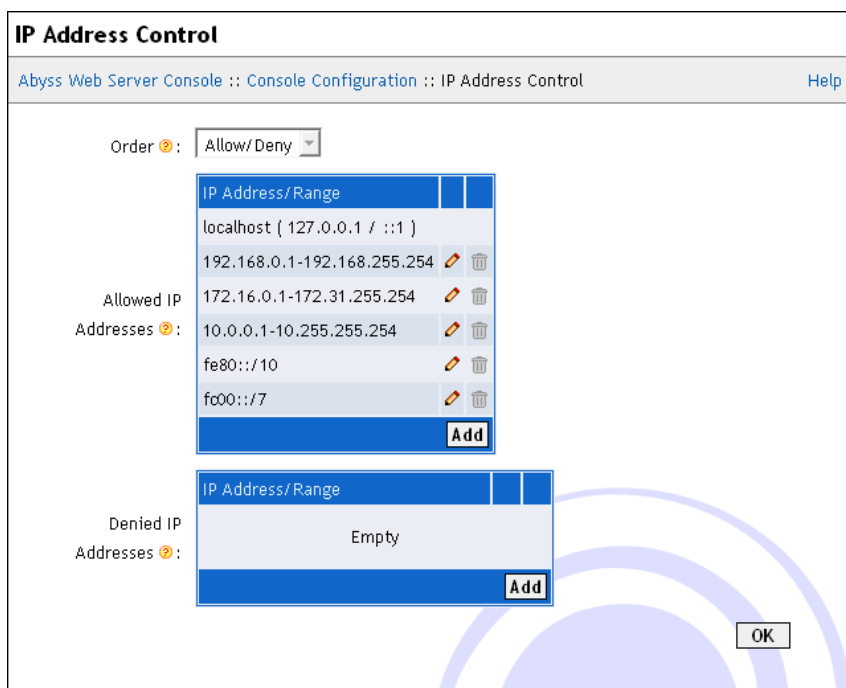 IP Address Control
Abyss Web Server Console :: Console Configuration :: IP Address Control Help
Order ? : Allow/Deny
IP Address/Range
localhost ( 127.0.0.1 / ::1 )
192.168.0.1-192.168.255.254
Allowed IP Addresses ? :
172.16.0.1-172.31.255.254
10.0.0.1-10.255.255.254
fe80::/10
fc00::/7
Add
IP Address/Range
Denied IP Addresses ? :
Empty
Add
OK